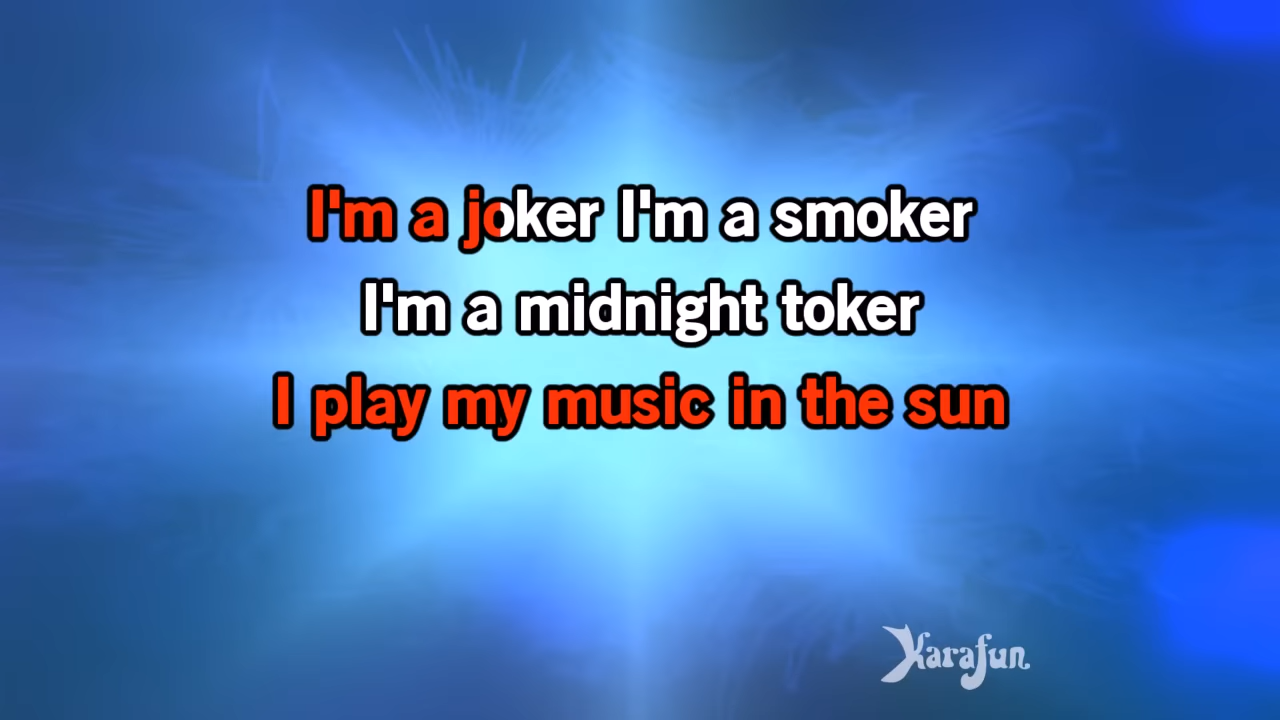 I'm a joker I'm a smoker
I'm a midnight toker
I play my music in the sun
Karafun